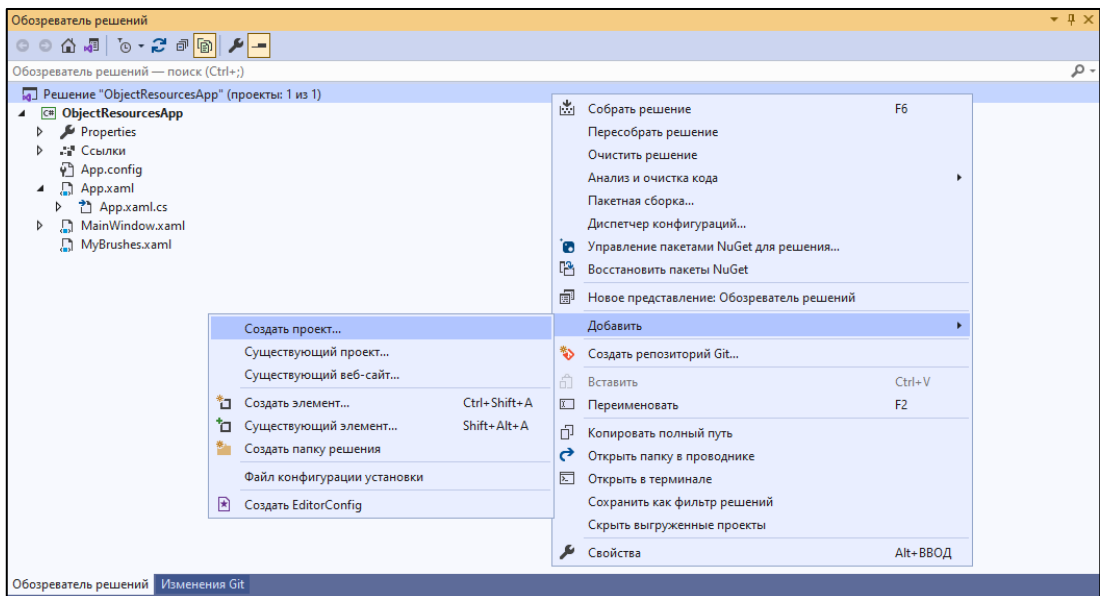 Обозреватель решений
Обозреватель решений — поиск (Ctrl+;)
Решение "ObjectResourcesApp" (проекты: 1 из 1)
C# ObjectResourcesApp
Properties
Ссылки
App.config
App.xaml
App.xaml.cs
MainWindow.xaml
MyBrushes.xaml
Собрать решение F6
Пересобрать решение
Очистить решение
Анализ и очистка кода
Пакетная сборка...
Диспетчер конфигураций...
Управление пакетами NuGet для решения...
Восстановить пакеты NuGet
Новое представление: Обозреватель решений
Добавить
Создать репозиторий Git...
Вставить Ctrl+V
Переименовать F2
Копировать полный путь
Открыть папку в проводнике
Открыть в терминале
Сохранить как фильтр решений
Скрыть выгруженные проекты
Свойства Alt+ВВОД
Создать проект...
Существующий проект...
Существующий веб-сайт...
Создать элемент... Ctrl+Shift+A
Существующий элемент... Shift+Alt+A
Создать папку решения
Файл конфигурации установки
Создать EditorConfig
Обозреватель решений Изменения Git